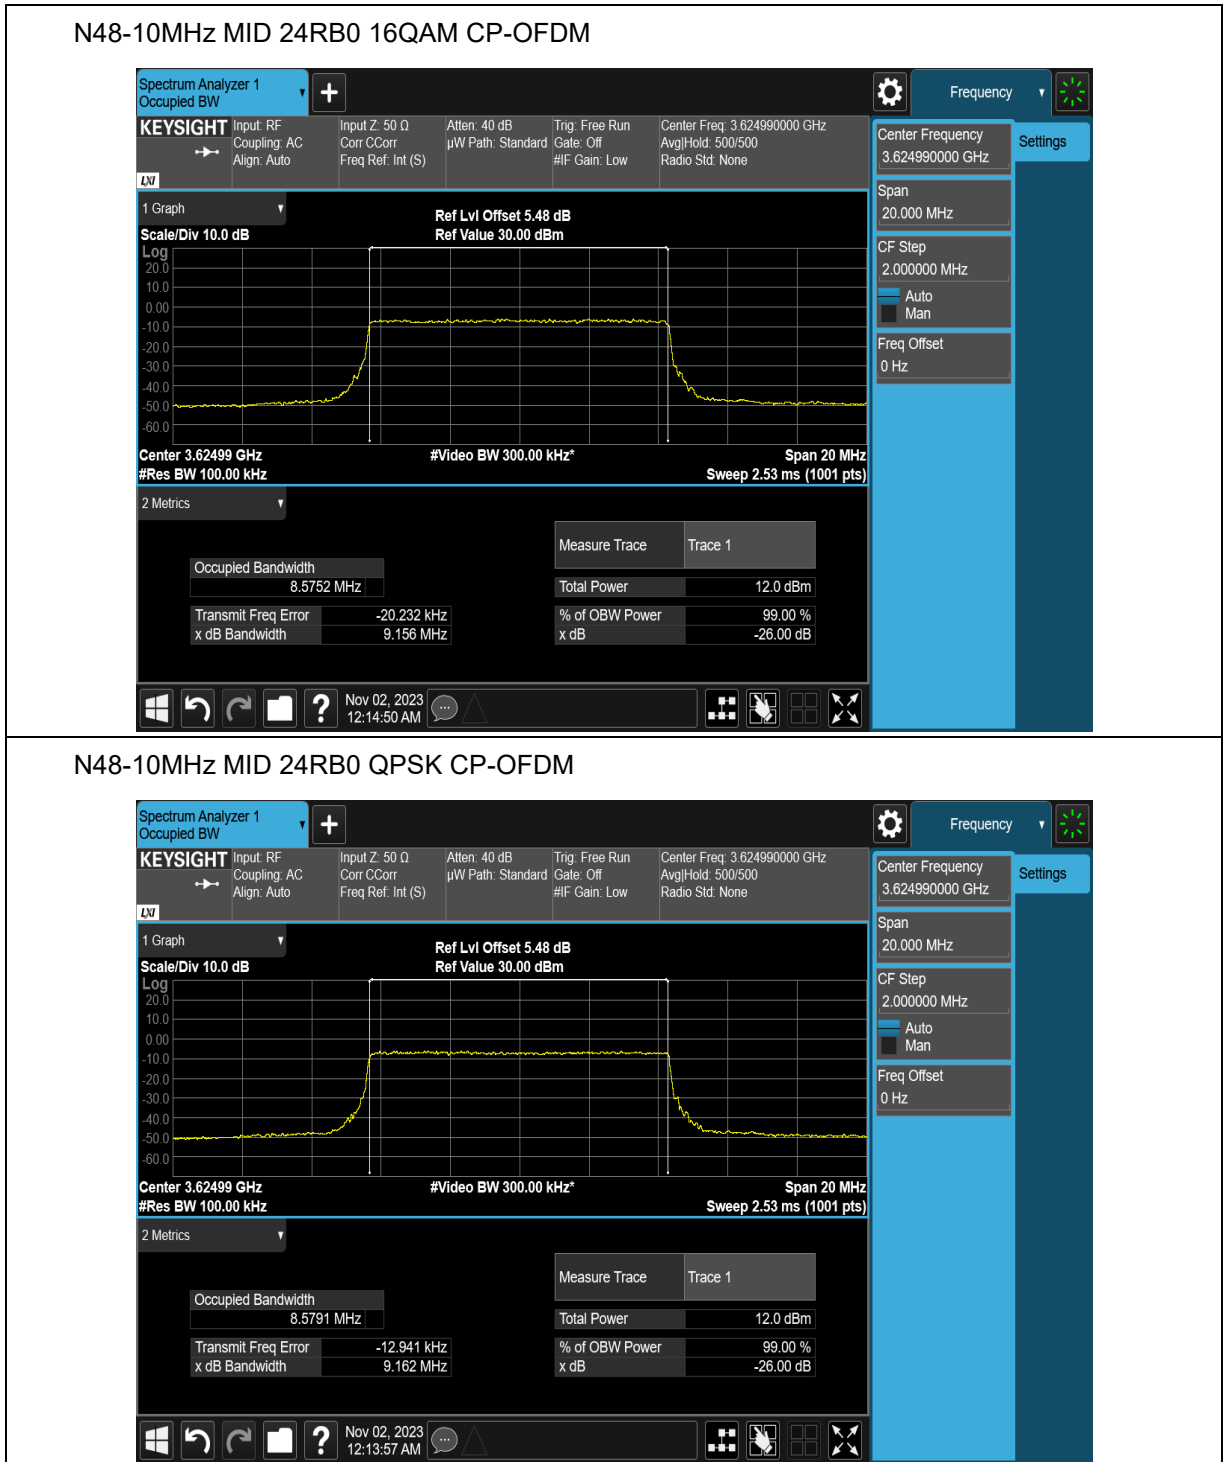 N48-10MHz MID 24RB0 16QAM CP-OFDM
Spectrum Analyzer 1
Occupied BW
+
Frequency
KEYSIGHT
LXI
Input: RF
Coupling: AC
Align: Auto
Input Z: 50 Ω
Corr CCorr
Freq Ref: Int (S)
Atten: 40 dB
µW Path: Standard
Trig: Free Run
Gate: Off
#IF Gain: Low
Center Freq: 3.624990000 GHz
Avg|Hold: 500/500
Radio Std: None
Center Frequency
3.624990000 GHz
Settings
Span
20.000 MHz
CF Step
2.000000 MHz
Auto
Man
Freq Offset
0 Hz
1 Graph
Scale/Div 10.0 dB
Ref Lvl Offset 5.48 dB
Ref Value 30.00 dBm
Log
20.0
10.0
0.00
-10.0
-20.0
-30.0
-40.0
-50.0
-60.0
Center 3.62499 GHz
#Res BW 100.00 kHz
#Video BW 300.00 kHz*
Span 20 MHz
Sweep 2.53 ms (1001 pts)
2 Metrics
Measure Trace Trace 1
Occupied Bandwidth
8.5752 MHz
Total Power 12.0 dBm
Transmit Freq Error -20.232 kHz
% of OBW Power 99.00 %
x dB Bandwidth 9.156 MHz
x dB -26.00 dB
?
Nov 02, 2023
12:14:50 AM
N48-10MHz MID 24RB0 QPSK CP-OFDM
Spectrum Analyzer 1
Occupied BW
+
Frequency
KEYSIGHT
LXI
Input: RF
Coupling: AC
Align: Auto
Input Z: 50 Ω
Corr CCorr
Freq Ref: Int (S)
Atten: 40 dB
µW Path: Standard
Trig: Free Run
Gate: Off
#IF Gain: Low
Center Freq: 3.624990000 GHz
Avg|Hold: 500/500
Radio Std: None
Center Frequency
3.624990000 GHz
Settings
Span
20.000 MHz
CF Step
2.000000 MHz
Auto
Man
Freq Offset
0 Hz
1 Graph
Scale/Div 10.0 dB
Ref Lvl Offset 5.48 dB
Ref Value 30.00 dBm
Log
20.0
10.0
0.00
-10.0
-20.0
-30.0
-40.0
-50.0
-60.0
Center 3.62499 GHz
#Res BW 100.00 kHz
#Video BW 300.00 kHz*
Span 20 MHz
Sweep 2.53 ms (1001 pts)
2 Metrics
Measure Trace Trace 1
Occupied Bandwidth
8.5791 MHz
Total Power 12.0 dBm
Transmit Freq Error -12.941 kHz
% of OBW Power 99.00 %
x dB Bandwidth 9.162 MHz
x dB -26.00 dB
?
Nov 02, 2023
12:13:57 AM